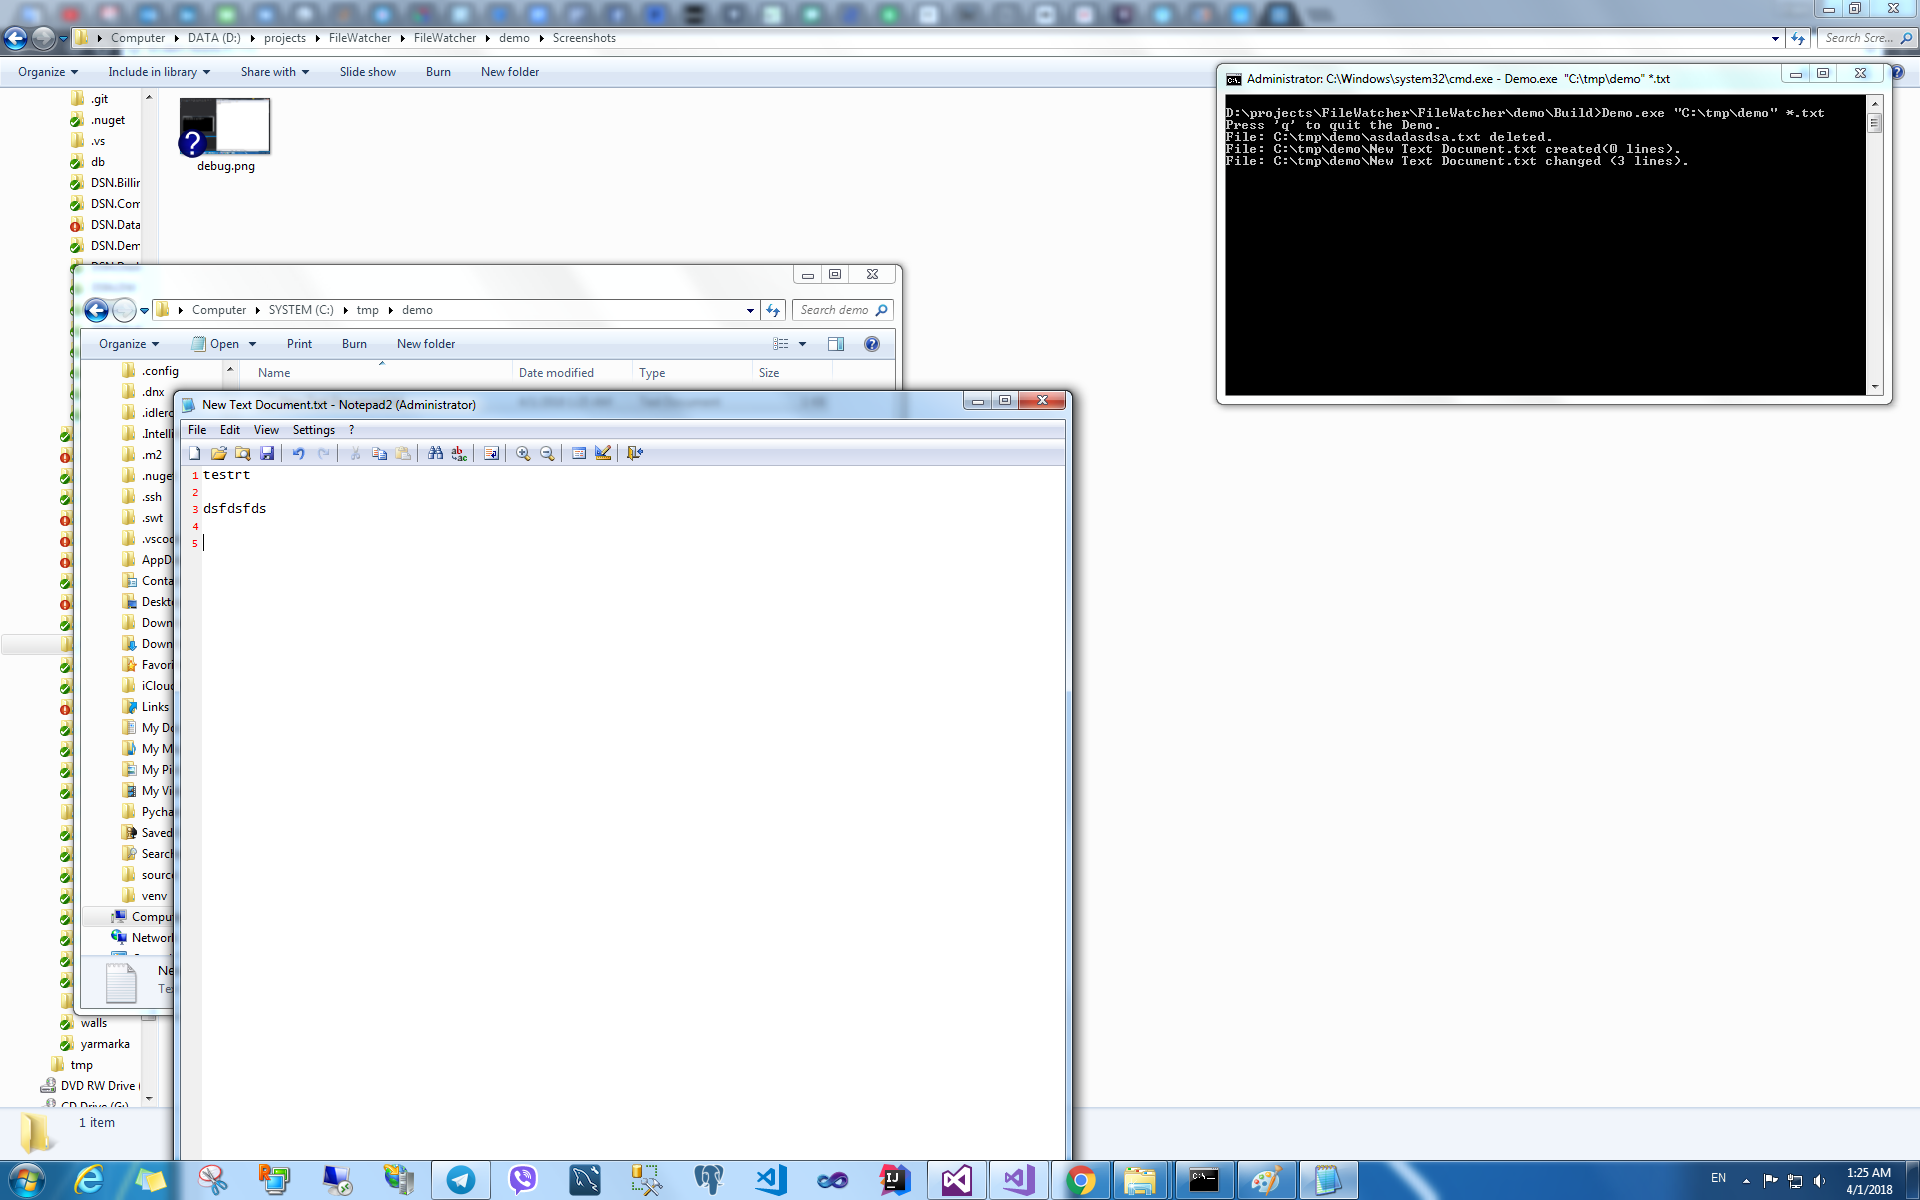 Computer DATA (D:) projects FileWatcher FileWatcher demo Screenshots
Search Scre...
Organize Include in library Share with Slide show Burn New folder
.git
.nuget
.vs
db
DSN.Billin
DSN.Com
DSN.Data
DSN.Dem
debug.png
Administrator: C:\Windows\system32\cmd.exe - Demo.exe "C:\tmp\demo" *.txt
D:\projects\FileWatcher\FileWatcher\demo\Build>Demo.exe "C:\tmp\demo" *.txt
Press 'q' to quit the Demo.
File: C:\tmp\demo\asdadasdsa.txt deleted.
File: C:\tmp\demo\New Text Document.txt created(0 lines).
File: C:\tmp\demo\New Text Document.txt changed (3 lines).
Computer SYSTEM (C:) tmp demo
Search demo
Organize Open Print Burn New folder
Name Date modified Type Size
.config
.dnx
.idlerc
.Intelli
.m2
.nuge
.ssh
.swt
.vscod
AppD
Conta
Deskto
Down
Down
Favori
iCloud
Links
My Do
My M
My Pi
My Vi
Pycha
Saved
Search
source
venv
Comput
Network
Ne
Te
New Text Document.txt - Notepad2 (Administrator)
File Edit View Settings ?
1 testrt
2
3 dsfdsfds
4
5
walls
yarmarka
tmp
DVD RW Drive (
CD Drive (G:)
1 item
EN
1:25 AM
4/1/2018